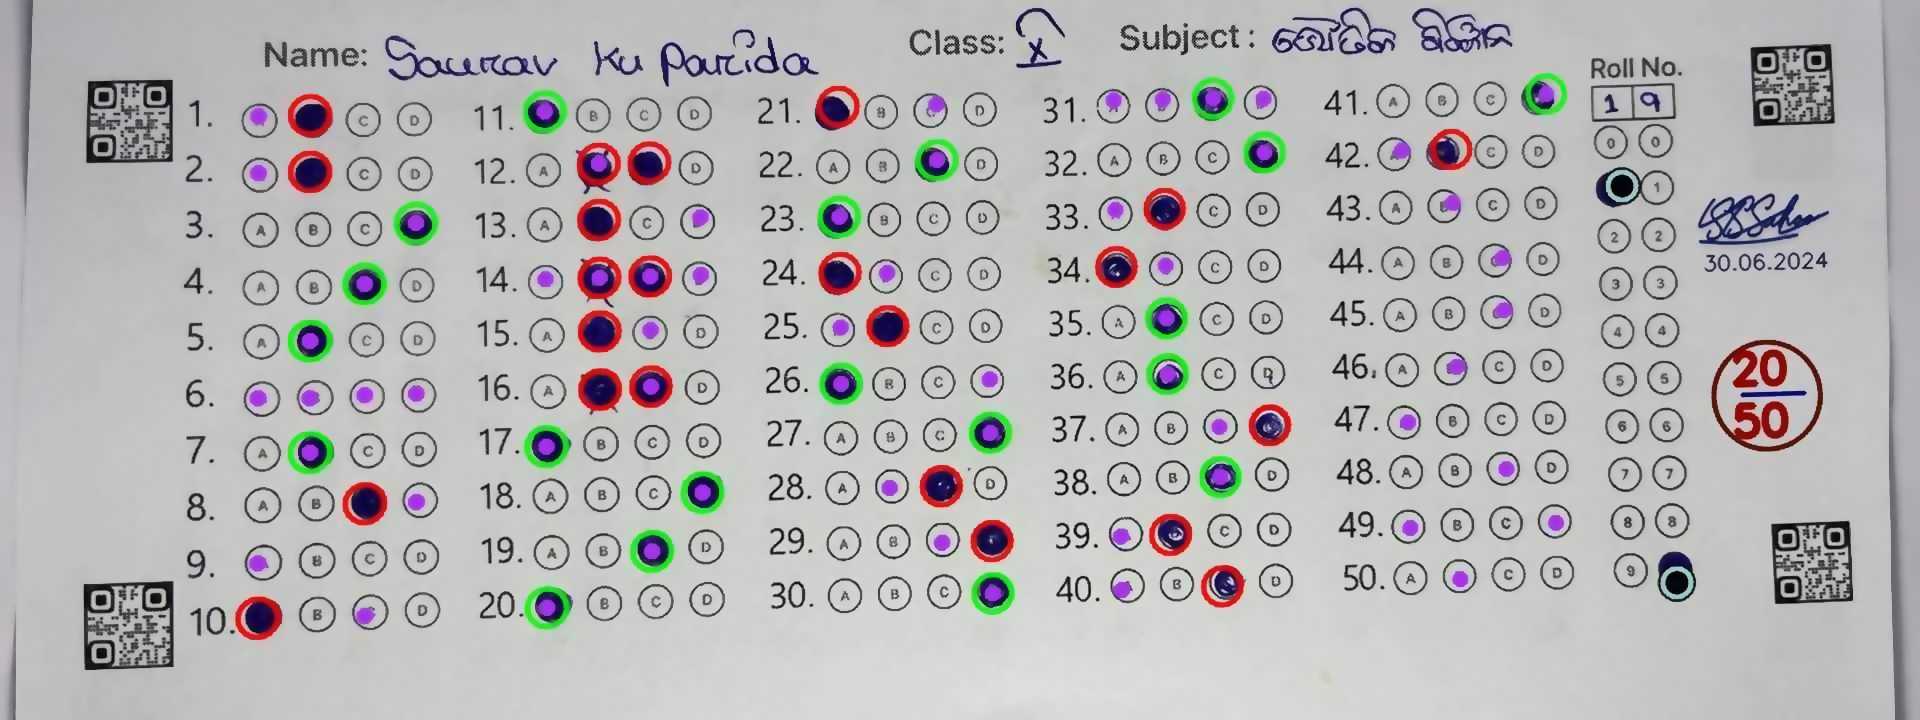 Name: Saurav Ku Parida Class: X Subject: ଭୌତିକ ବିଜ୍ଞାନ
Roll No.
1 9
1. A B C D
2. A B C D
3. A B C D
4. A B C D
5. A B C D
6. A B C D
7. A B C D
8. A B C D
9. A B C D
10. A B C D
11. A B C D
12. A B C D
13. A B C D
14. A B C D
15. A B C D
16. A B C D
17. A B C D
18. A B C D
19. A B C D
20. A B C D
21. A B C D
22. A B C D
23. A B C D
24. A B C D
25. A B C D
26. A B C D
27. A B C D
28. A B C D
29. A B C D
30. A B C D
31. A B C D
32. A B C D
33. A B C D
34. A B C D
35. A B C D
36. A B C D
37. A B C D
38. A B C D
39. A B C D
40. A B C D
41. A B C D
42. A B C D
43. A B C D
44. A B C D
45. A B C D
46. A B C D
47. A B C D
48. A B C D
49. A B C D
50. A B C D
0 0
1 1
2 2
3 3
4 4
5 5
6 6
7 7
8 8
9 9
30.06.2024
20
50